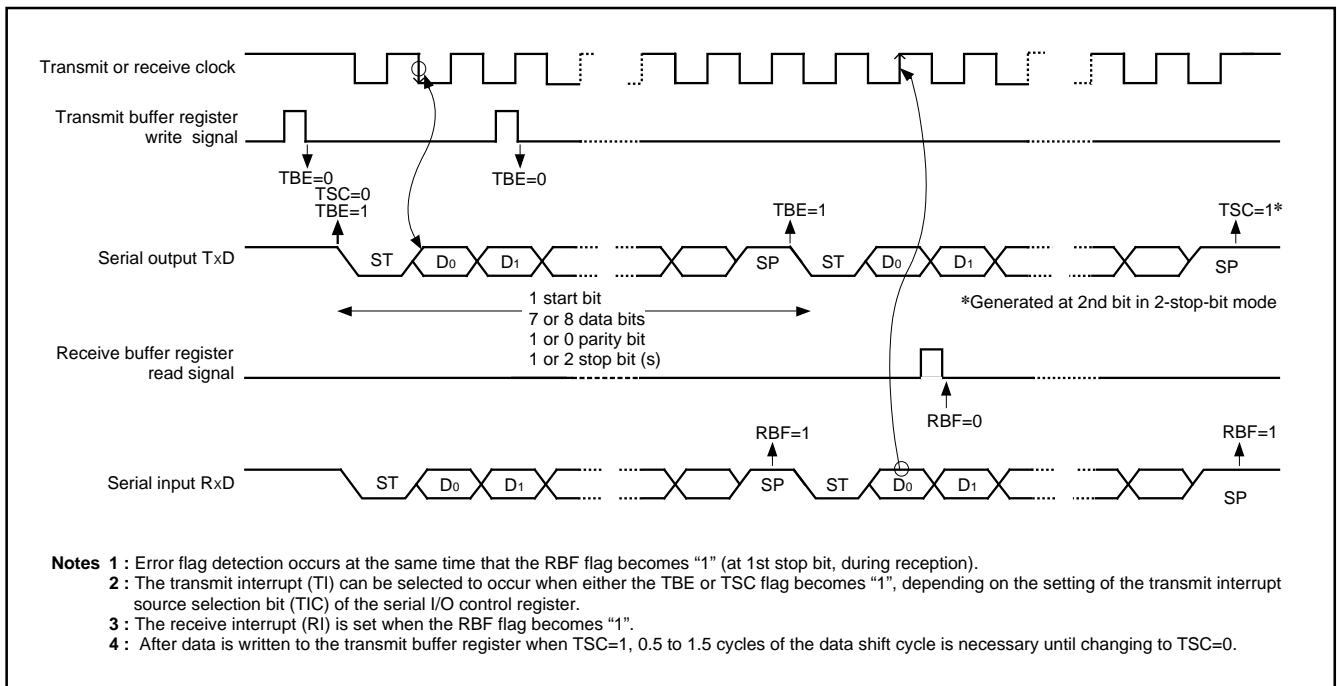 Transmit or receive clock
Transmit buffer register
write signal
TBE=0
TBE=0
TSC=0
TBE=1
TBE=1
TSC=1*
Serial output TxD
ST
D0
D1
SP
ST
D0
D1
SP
1 start bit
7 or 8 data bits
1 or 0 parity bit
1 or 2 stop bit (s)
*Generated at 2nd bit in 2-stop-bit mode
Receive buffer register
read signal
RBF=0
RBF=1
RBF=1
Serial input RxD
ST
D0
D1
SP
ST
D0
D1
SP
Notes 1 : Error flag detection occurs at the same time that the RBF flag becomes “1” (at 1st stop bit, during reception).
2 : The transmit interrupt (TI) can be selected to occur when either the TBE or TSC flag becomes “1”, depending on the setting of the transmit interrupt
source selection bit (TIC) of the serial I/O control register.
3 : The receive interrupt (RI) is set when the RBF flag becomes “1”.
4 : After data is written to the transmit buffer register when TSC=1, 0.5 to 1.5 cycles of the data shift cycle is necessary until changing to TSC=0.